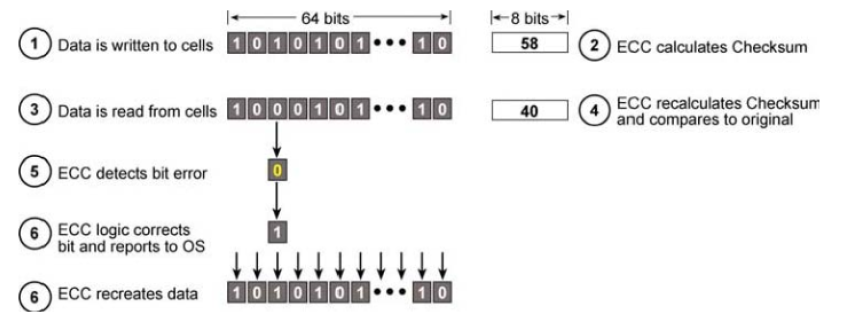 64 bits
8 bits
1 Data is written to cells 1 0 1 0 1 0 1 ••• 1 0 58 2 ECC calculates Checksum
3 Data is read from cells 1 0 0 0 1 0 1 ••• 1 0 40 4 ECC recalculates Checksum
and compares to original
5 ECC detects bit error 0
6 ECC logic corrects
bit and reports to OS 1
6 ECC recreates data 1 0 1 0 1 0 1 ••• 1 0